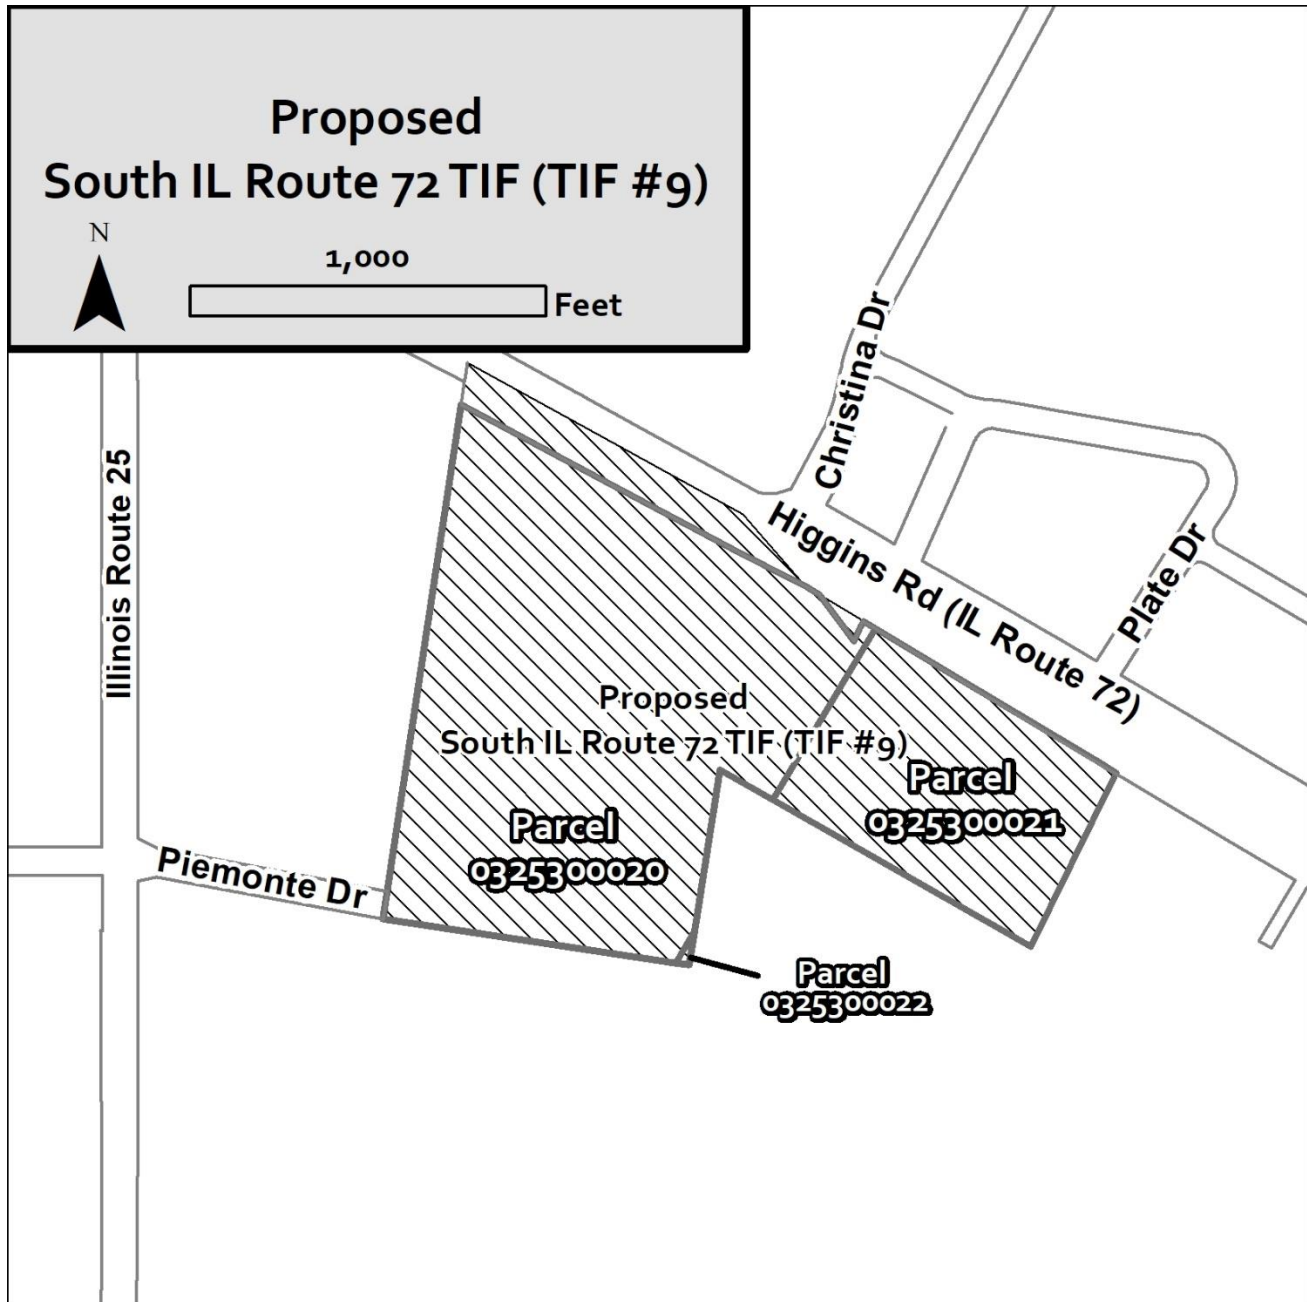 Proposed
South IL Route 72 TIF (TIF #9)
N
1,000
Feet
Christina Dr
Illinois Route 25
Higgins Rd (IL Route 72)
Plate Dr
Proposed
South IL Route 72 TIF (TIF #9)
Parcel
0325300021
Parcel
0325300020
Piemonte Dr
Parcel
0325300022